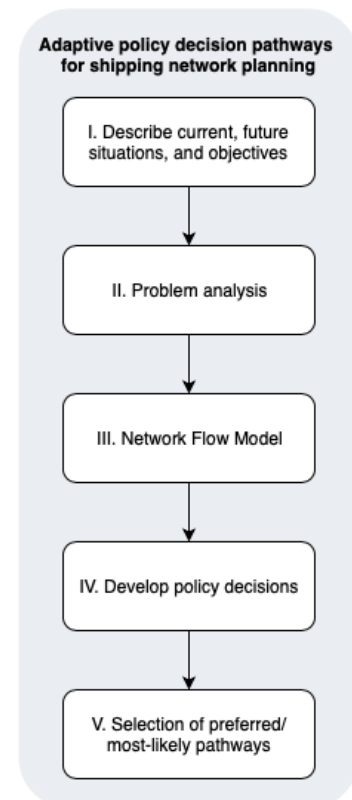 Adaptive policy decision pathways
for shipping network planning
I. Describe current, future
situations, and objectives
II. Problem analysis
III. Network Flow Model
IV. Develop policy decisions
V. Selection of preferred/
most-likely pathways